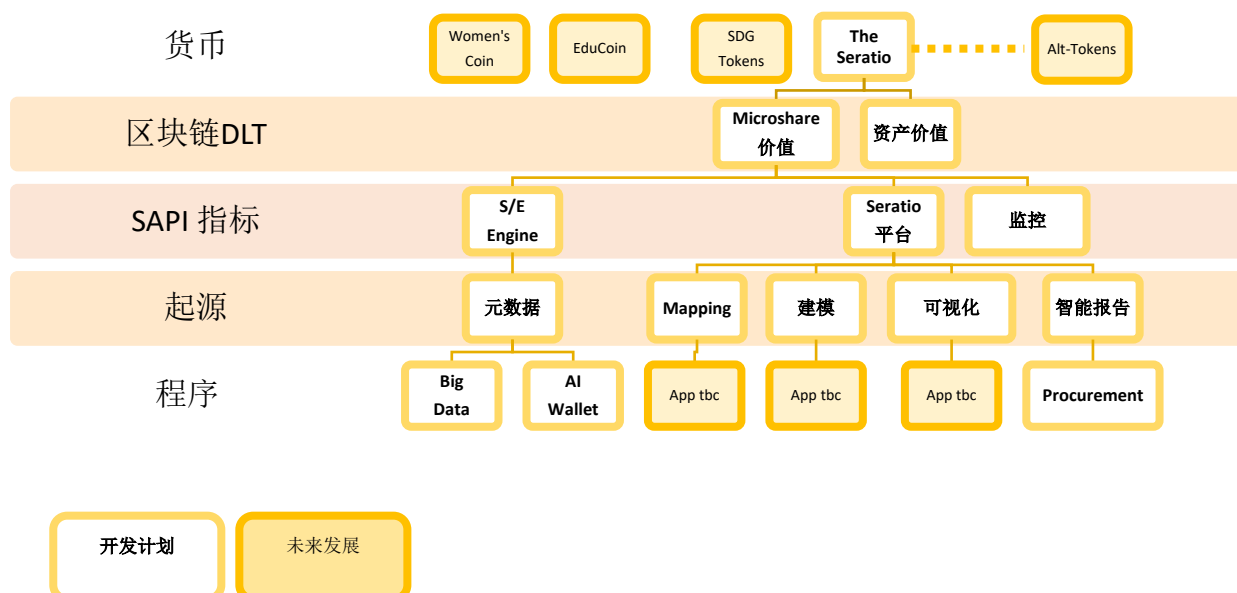 货币
Women's
Coin
EduCoin
SDG
Tokens
The
Seratio
Alt-Tokens
区块链DLT
Microshare
价值
资产价值
SAPI 指标
S/E
Engine
Seratio
平台
监控
起源
元数据
Mapping
建模
可视化
智能报告
程序
Big
Data
AI
Wallet
App tbc
App tbc
App tbc
Procurement
开发计划
未来发展